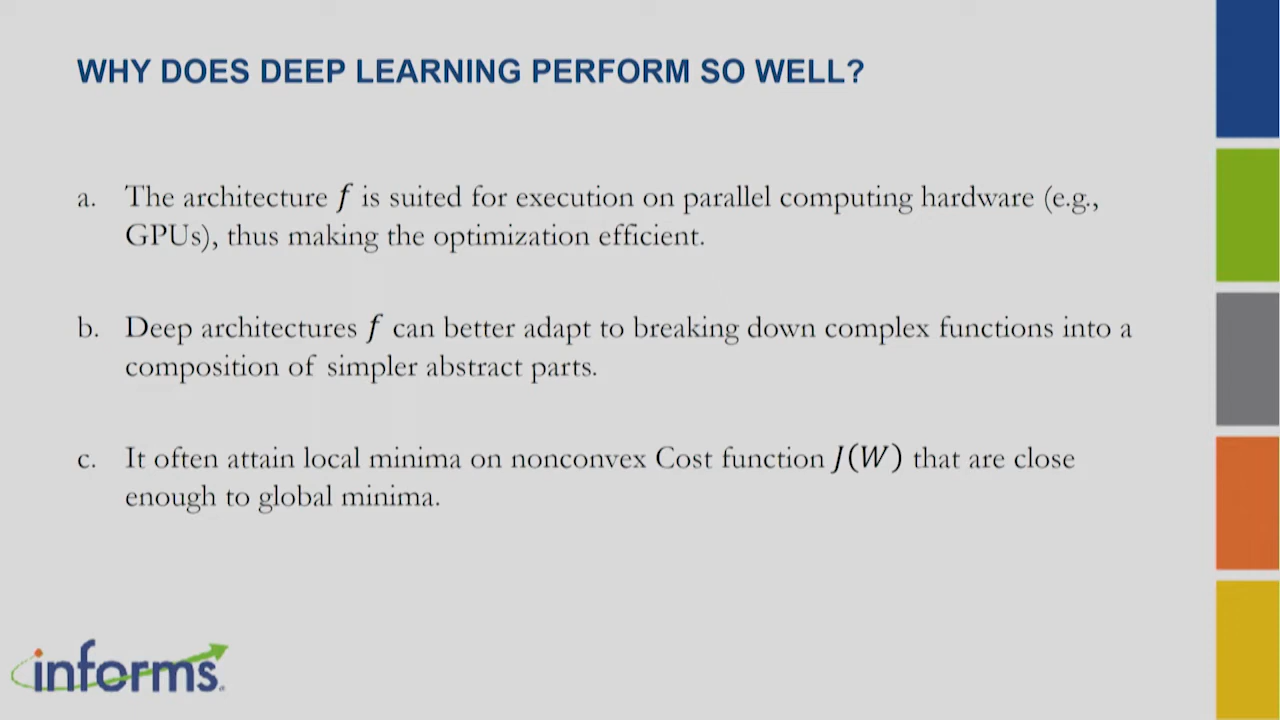 WHY DOES DEEP LEARNING PERFORM SO WELL?
a. The architecture f is suited for execution on parallel computing hardware (e.g.,
GPUs), thus making the optimization efficient.
b. Deep architectures f can better adapt to breaking down complex functions into a
composition of simpler abstract parts.
c. It often attain local minima on nonconvex Cost function J(W) that are close
enough to global minima.
informs